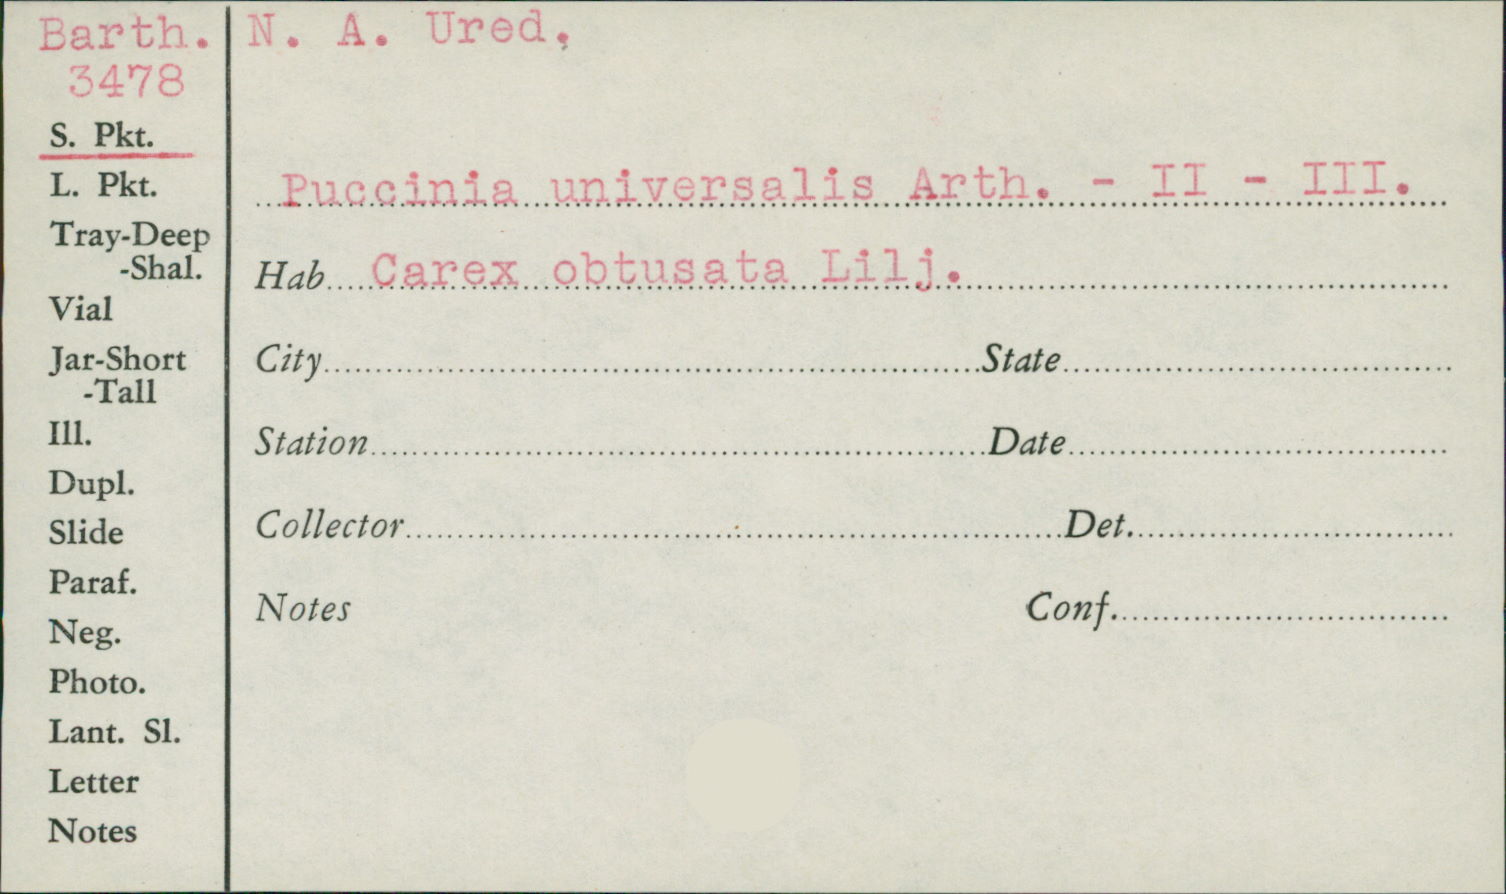 Barth.
3478
S. Pkt.
L. Pkt.
Tray-Deep
-Shal.
Vial
Jar-Short
-Tall
Ill.
Dupl.
Slide
Paraf.
Neg.
Photo.
Lant. Sl.
Letter
Notes
N. A. Ured.
Puccinia universalis Arth. - II - III.
Hab Carex obtusata Lilj.
City State
Station Date
Collector Det.
Notes Conf.